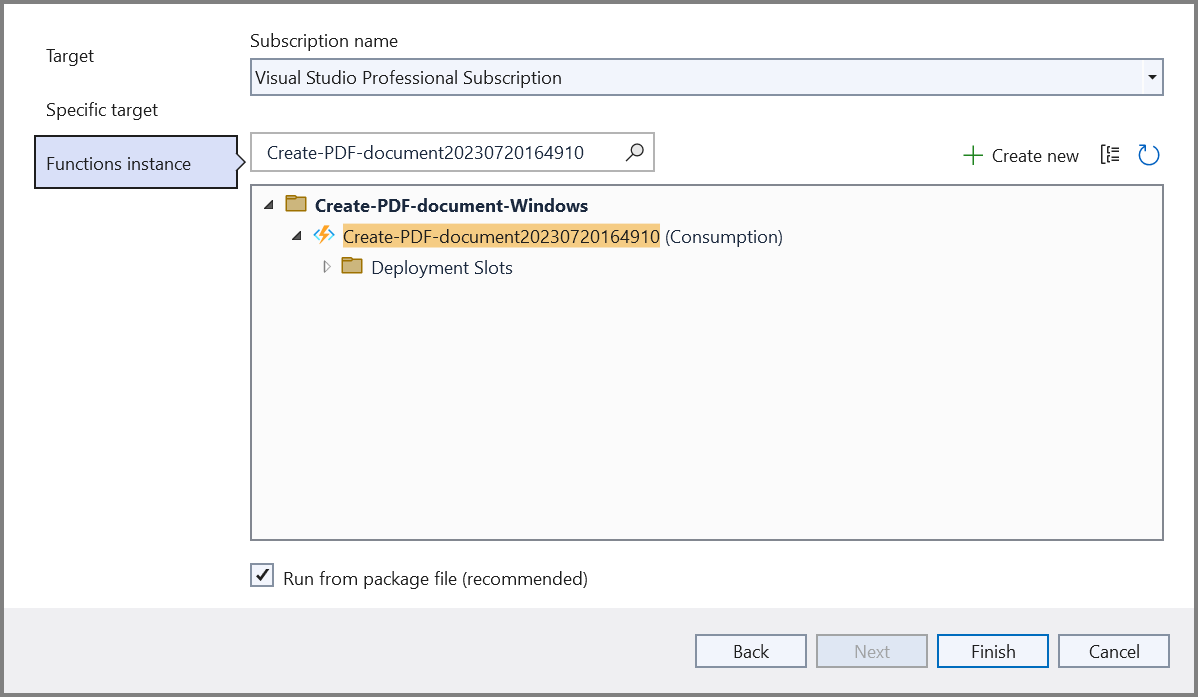 Target
Specific target
Functions instance
Subscription name
Visual Studio Professional Subscription
Create-PDF-document20230720164910
Create new
Create-PDF-document-Windows
Create-PDF-document20230720164910 (Consumption)
Deployment Slots
Run from package file (recommended)
Back
Next
Finish
Cancel